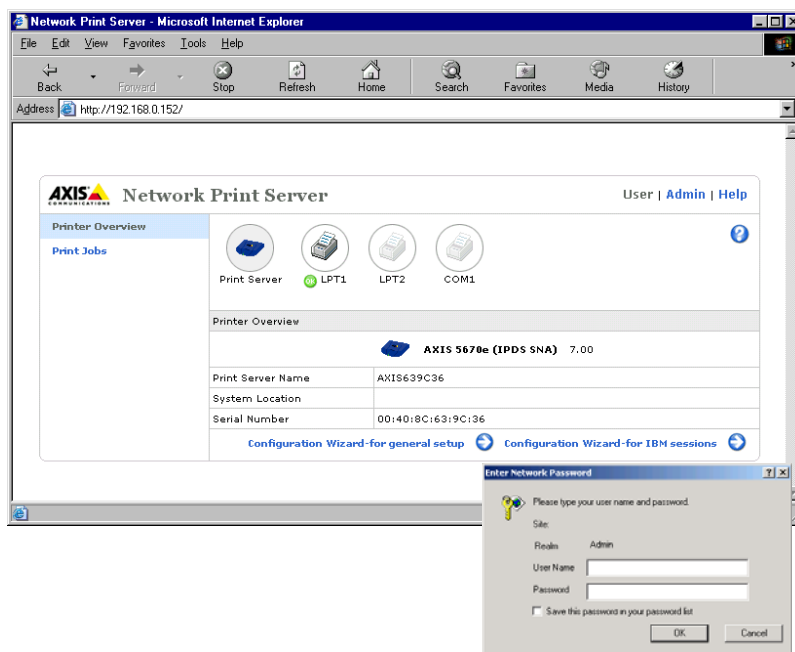 Network Print Server - Microsoft Internet Explorer
File Edit View Favorites Tools Help
Back Forward Stop Refresh Home Search Favorites Media History
Address http://192.168.0.152/
AXIS COMMUNICATIONS Network Print Server User | Admin | Help
Printer Overview
Print Jobs
Print Server OK LPT1 LPT2 COM1
Printer Overview
AXIS 5670e (IPDS SNA) 7.00
Print Server Name AXIS639C36
System Location
Serial Number 00:40:8C:63:9C:36
Configuration Wizard-for general setup Configuration Wizard-for IBM sessions
Enter Network Password
Please type your user name and password.
Site:
Realm Admin
User Name
Password
Save this password in your password list
OK Cancel